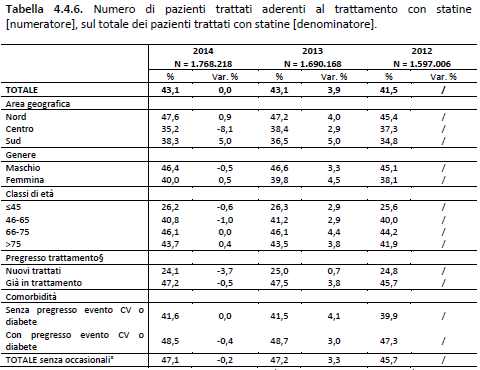 Tabella 4.4.6. Numero di pazienti trattati aderenti al trattamento con statine
[numeratore], sul totale dei pazienti trattati con statine [denominatore].
2014 2013 2012
N = 1.768.218 N = 1.690.168 N = 1.597.006
% Var. % % Var. % % Var. %
TOTALE 43,1 0,0 43,1 3,9 41,5 /
Area geografica
Nord 47,6 0,9 47,2 4,0 45,4 /
Centro 35,2 -8,1 38,4 2,9 37,3 /
Sud 38,3 5,0 36,5 5,0 34,8 /
Genere
Maschio 46,4 -0,5 46,6 3,3 45,1 /
Femmina 40,0 0,5 39,8 4,5 38,1 /
Classi di età
≤45 26,2 -0,6 26,3 2,9 25,6 /
46-65 40,8 -1,0 41,2 2,9 40,0 /
66-75 46,1 0,0 46,1 4,4 44,2 /
>75 43,7 0,4 43,5 3,8 41,9 /
Pregresso trattamento§
Nuovi trattati 24,1 -3,7 25,0 0,7 24,8 /
Già in trattamento 47,2 -0,5 47,5 3,8 45,7 /
Comorbidità
Senza pregresso evento CV o
diabete 41,6 0,0 41,5 4,1 39,9 /
Con pregresso evento CV o
diabete 48,5 -0,4 48,7 3,0 47,3 /
TOTALE senza occasionali° 47,1 -0,2 47,2 3,3 45,7 /